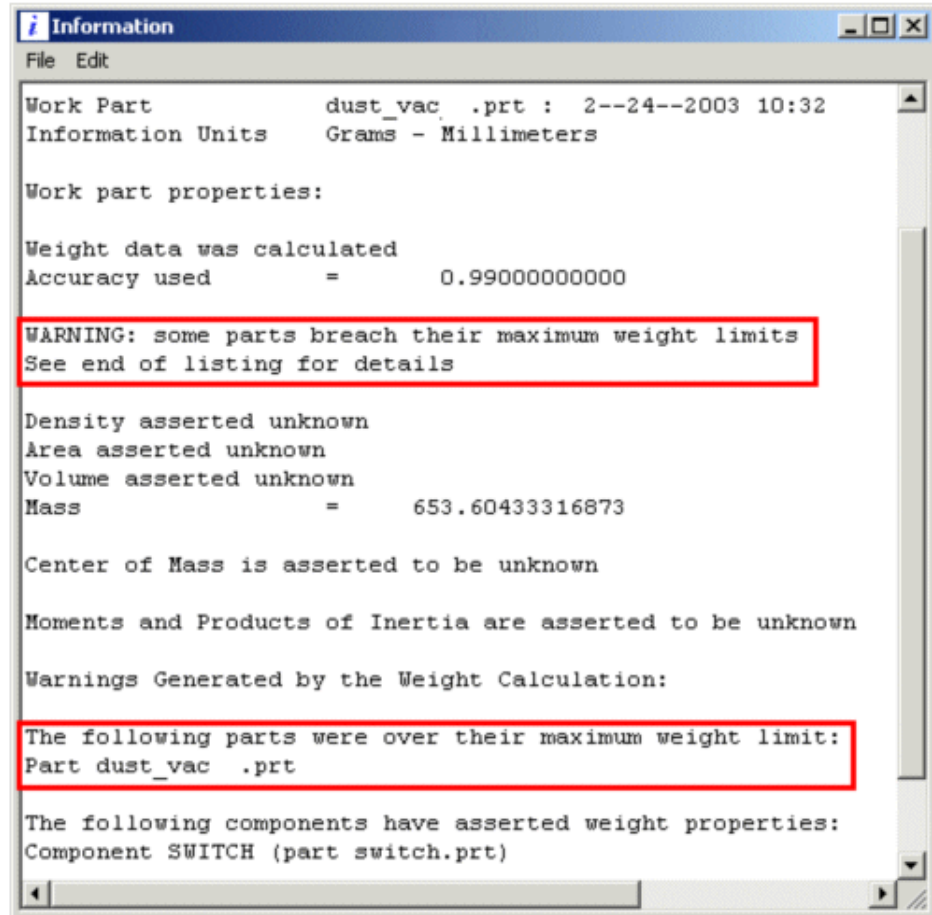 Information
File Edit
Work Part dust_vac .prt : 2--24--2003 10:32
Information Units Grams - Millimeters
Work part properties:
Weight data was calculated
Accuracy used = 0.99000000000
WARNING: some parts breach their maximum weight limits
See end of listing for details
Density asserted unknown
Area asserted unknown
Volume asserted unknown
Mass = 653.60433316873
Center of Mass is asserted to be unknown
Moments and Products of Inertia are asserted to be unknown
Warnings Generated by the Weight Calculation:
The following parts were over their maximum weight limit:
Part dust_vac .prt
The following components have asserted weight properties:
Component SWITCH (part switch.prt)